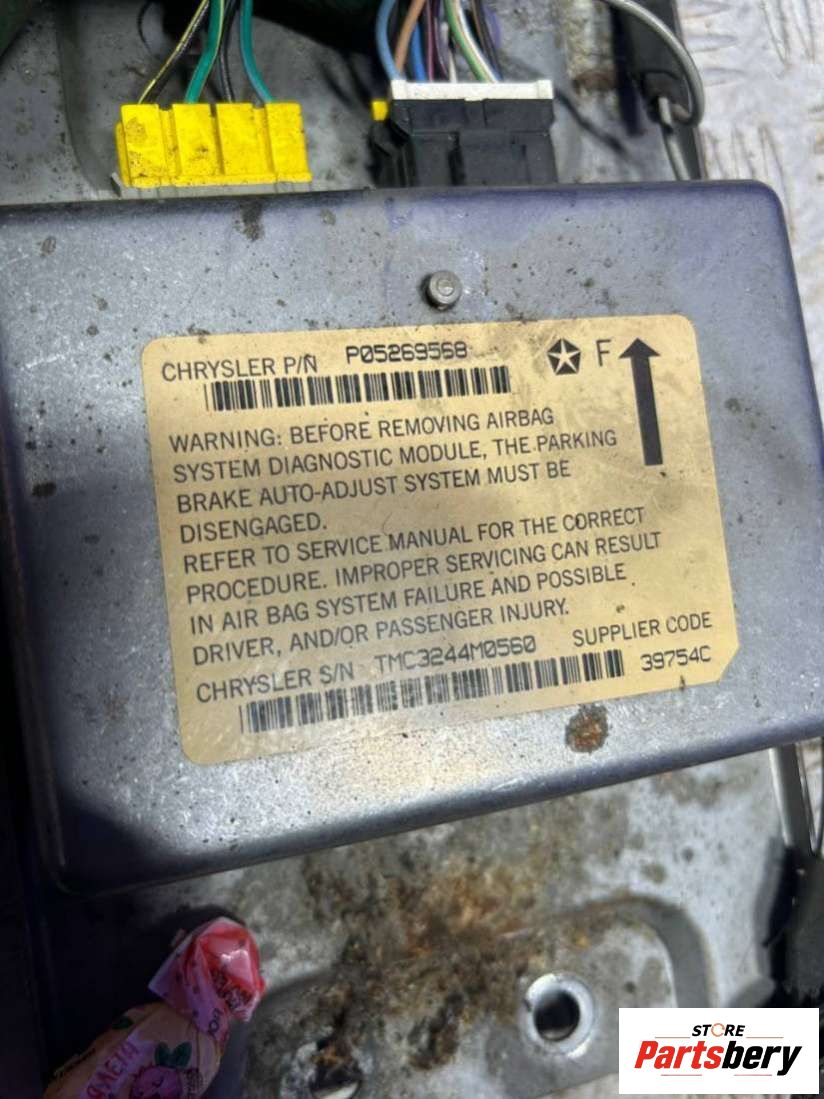 CHRYSLER P/N P05269568 F
WARNING: BEFORE REMOVING AIRBAG
SYSTEM DIAGNOSTIC MODULE, THE PARKING
BRAKE AUTO-ADJUST SYSTEM MUST BE
DISENGAGED.
REFER TO SERVICE MANUAL FOR THE CORRECT
PROCEDURE. IMPROPER SERVICING CAN RESULT
IN AIR BAG SYSTEM FAILURE AND POSSIBLE
DRIVER, AND/OR PASSENGER INJURY.
CHRYSLER S/N TMC3244M0560 SUPPLIER CODE
39754C
STORE
Partsbery